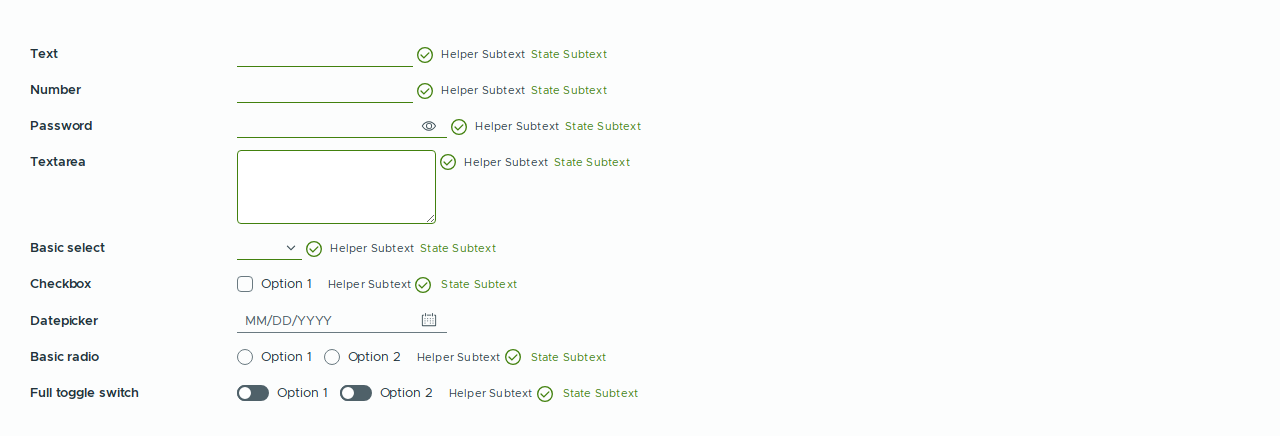 Text Helper Subtext State Subtext
Number Helper Subtext State Subtext
Password Helper Subtext State Subtext
Textarea Helper Subtext State Subtext
Basic select Helper Subtext State Subtext
Checkbox Option 1 Helper Subtext State Subtext
Datepicker MM/DD/YYYY
Basic radio Option 1 Option 2 Helper Subtext State Subtext
Full toggle switch Option 1 Option 2 Helper Subtext State Subtext